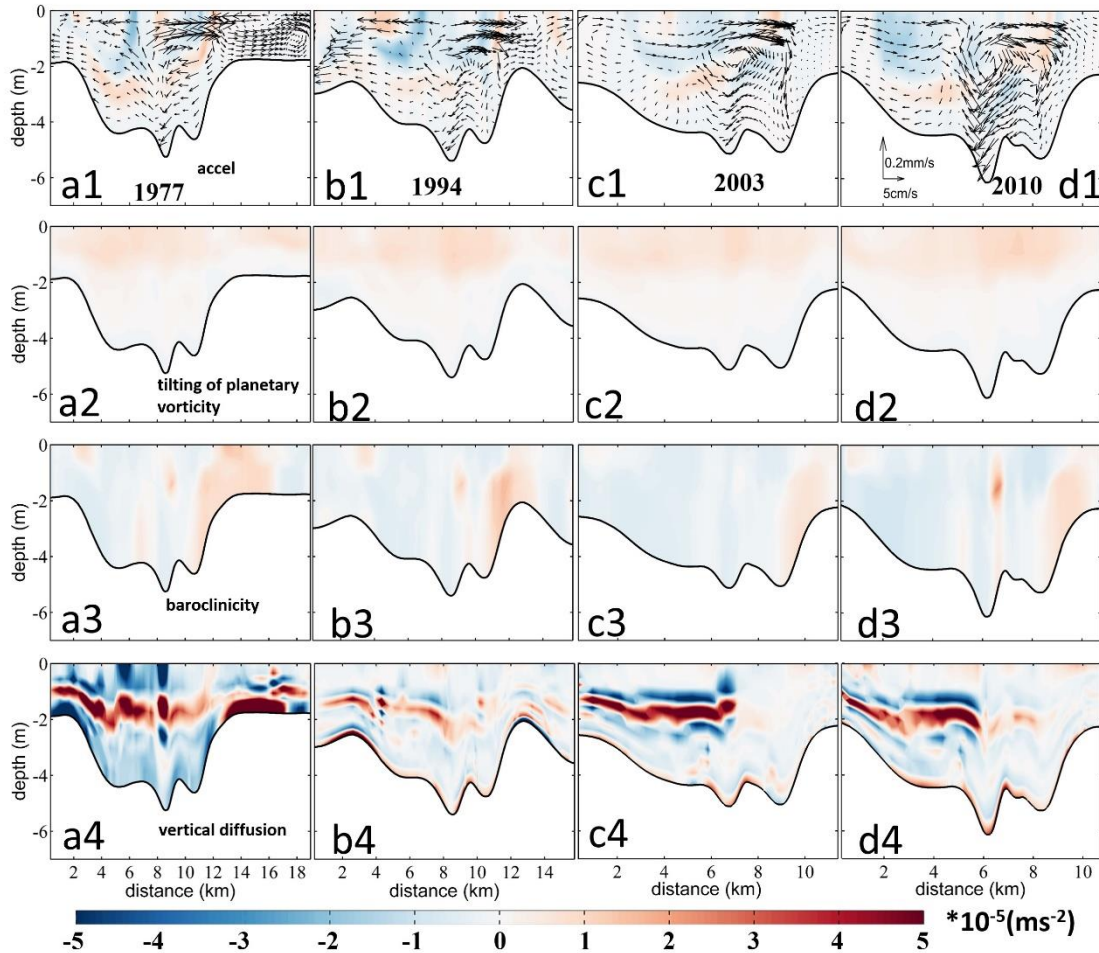 0
depth (m)
-2
-4
-6
a1
1977
accel
b1
1994
c1
2003
0.2mm/s
5cm/s
2010
d1
0
depth (m)
-2
-4
-6
a2
tilting of planetary
vorticity
b2
c2
d2
0
depth (m)
-2
-4
-6
a3
baroclinicity
b3
c3
d3
0
depth (m)
-2
-4
-6
a4
vertical diffusion
b4
c4
d4
2 4 6 8 10 12 14 16 18
distance (km)
2 4 6 8 10 12 14
distance (km)
2 4 6 8 10
distance (km)
2 4 6 8 10
distance (km)
-5 -4 -3 -2 -1 0 1 2 3 4 5
*10-5(ms-2)